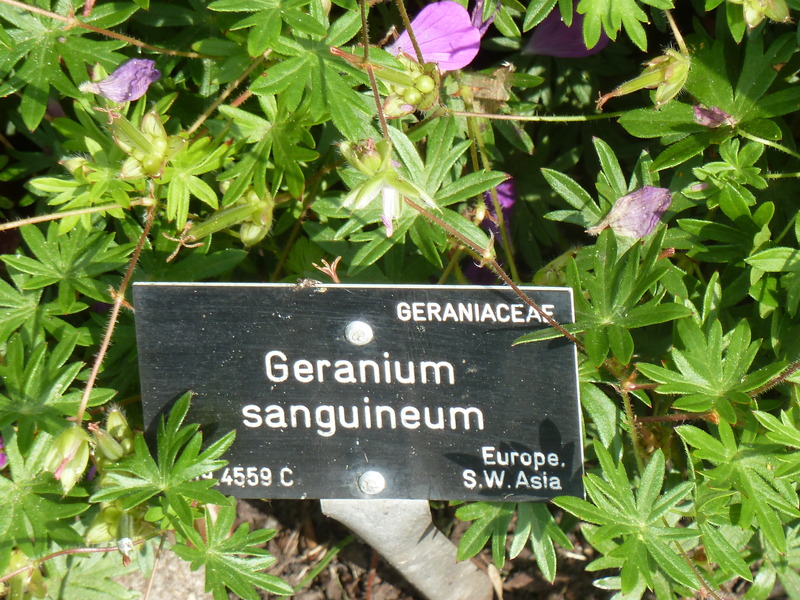 GERANIACEAE
Geranium
sanguineum
Europe,
4559 C
S.W. Asia